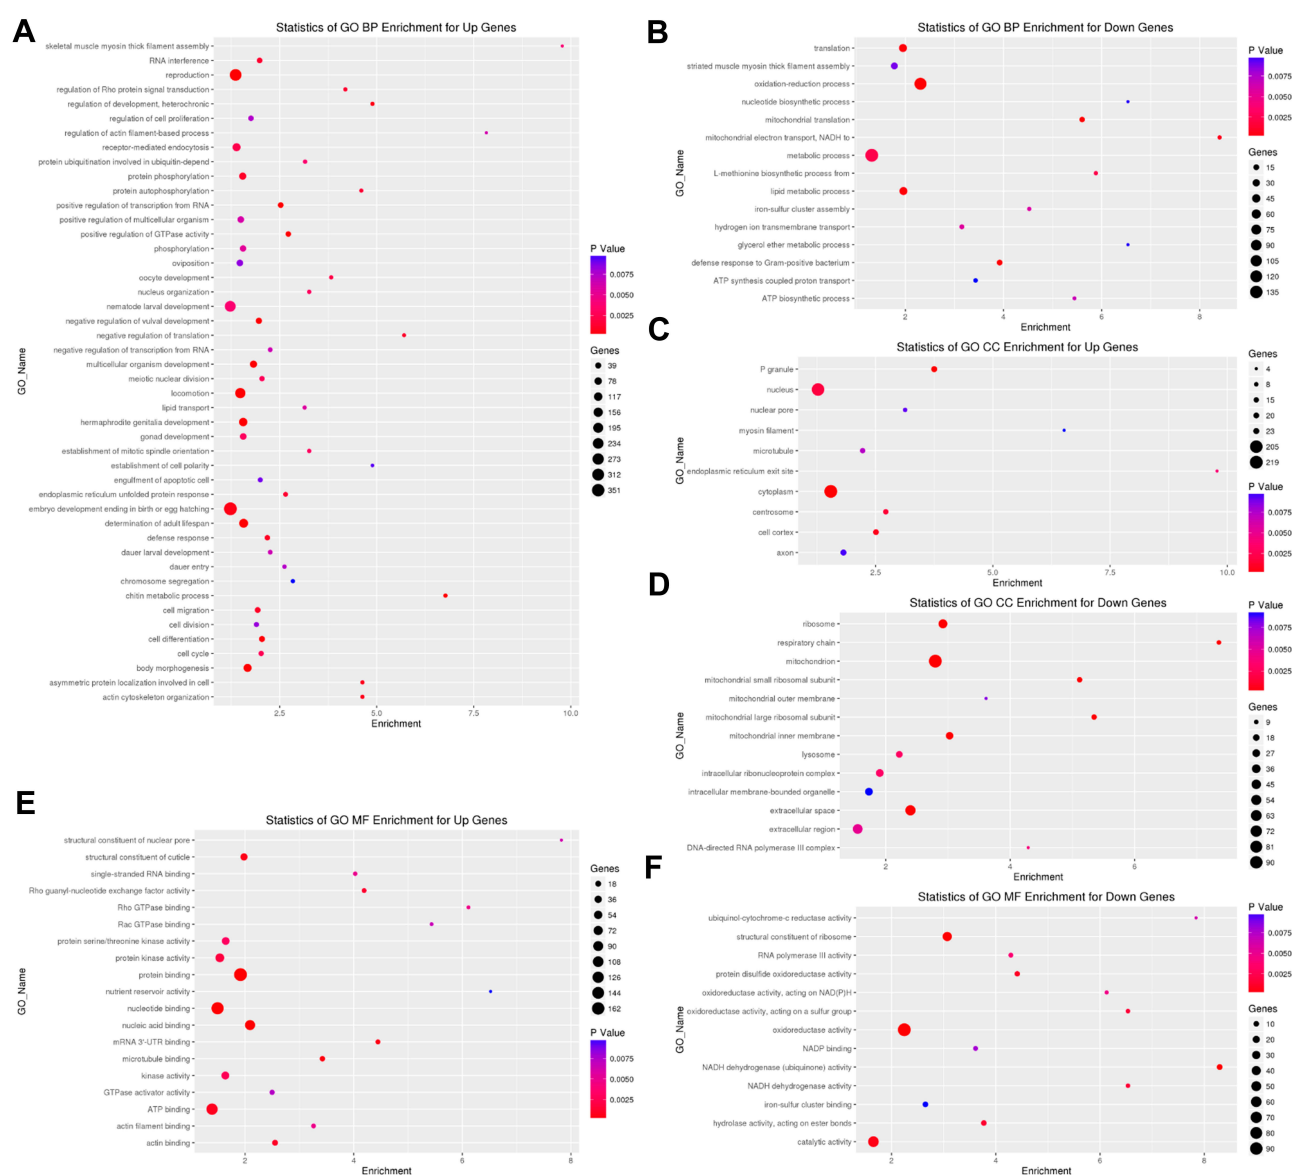 A
Statistics of GO BP Enrichment for Up Genes
GO_Name
skeletal muscle myosin thick filament assembly
RNA interference
reproduction
regulation of Rho protein signal transduction
regulation of development, heterochronic
regulation of cell proliferation
regulation of actin filament-based process
receptor-mediated endocytosis
protein ubiquitination involved in ubiquitin-depend
protein phosphorylation
protein autophosphorylation
positive regulation of transcription from RNA
positive regulation of multicellular organism
positive regulation of GTPase activity
phosphorylation
oviposition
oocyte development
nucleus organization
nematode larval development
negative regulation of vulval development
negative regulation of translation
negative regulation of transcription from RNA
multicellular organism development
meiotic nuclear division
locomotion
lipid transport
hermaphrodite genitalia development
gonad development
establishment of mitotic spindle orientation
establishment of cell polarity
engulfment of apoptotic cell
endoplasmic reticulum unfolded protein response
embryo development ending in birth or egg hatching
determination of adult lifespan
defense response
dauer larval development
dauer entry
chromosome segregation
chitin metabolic process
cell migration
cell division
cell differentiation
cell cycle
body morphogenesis
asymmetric protein localization involved in cell
actin cytoskeleton organization
2.5 5.0 7.5 10.0
Enrichment
P Value
0.0075
0.0050
0.0025
Genes
39
78
117
156
195
234
273
312
351
B
Statistics of GO BP Enrichment for Down Genes
GO_Name
translation
striated muscle myosin thick filament assembly
oxidation-reduction process
nucleotide biosynthetic process
mitochondrial translation
mitochondrial electron transport, NADH to
metabolic process
L-methionine biosynthetic process from
lipid metabolic process
iron-sulfur cluster assembly
hydrogen ion transmembrane transport
glycerol ether metabolic process
defense response to Gram-positive bacterium
ATP synthesis coupled proton transport
ATP biosynthetic process
2 4 6 8
Enrichment
P Value
0.0075
0.0050
0.0025
Genes
15
30
45
60
75
90
105
120
135
C
Statistics of GO CC Enrichment for Up Genes
GO_Name
P granule
nucleus
nuclear pore
myosin filament
microtubule
endoplasmic reticulum exit site
cytoplasm
centrosome
cell cortex
axon
2.5 5.0 7.5 10.0
Enrichment
Genes
4
8
15
20
23
205
219
P Value
0.0075
0.0050
0.0025
D
Statistics of GO CC Enrichment for Down Genes
GO_Name
ribosome
respiratory chain
mitochondrion
mitochondrial small ribosomal subunit
mitochondrial outer membrane
mitochondrial large ribosomal subunit
mitochondrial inner membrane
lysosome
intracellular ribonucleoprotein complex
intracellular membrane-bounded organelle
extracellular space
extracellular region
DNA-directed RNA polymerase III complex
2 4 6
Enrichment
P Value
0.0075
0.0050
0.0025
Genes
9
18
27
36
45
54
63
72
81
90
E
Statistics of GO MF Enrichment for Up Genes
GO_Name
structural constituent of nuclear pore
structural constituent of cuticle
single-stranded RNA binding
Rho guanyl-nucleotide exchange factor activity
Rho GTPase binding
Rac GTPase binding
protein serine/threonine kinase activity
protein kinase activity
protein binding
nutrient reservoir activity
nucleotide binding
nucleic acid binding
mRNA 3'-UTR binding
microtubule binding
kinase activity
GTPase activator activity
ATP binding
actin filament binding
actin binding
2 4 6 8
Enrichment
Genes
18
36
54
72
90
108
126
144
162
P Value
0.0075
0.0050
0.0025
F
Statistics of GO MF Enrichment for Down Genes
GO_Name
ubiquinol-cytochrome-c reductase activity
structural constituent of ribosome
RNA polymerase III activity
protein disulfide oxidoreductase activity
oxidoreductase activity, acting on NAD(P)H
oxidoreductase activity, acting on a sulfur group
oxidoreductase activity
NADP binding
NADH dehydrogenase (ubiquinone) activity
NADH dehydrogenase activity
iron-sulfur cluster binding
hydrolase activity, acting on ester bonds
catalytic activity
2 4 6 8
Enrichment
P Value
0.0075
0.0050
0.0025
Genes
10
20
30
40
50
60
70
80
90